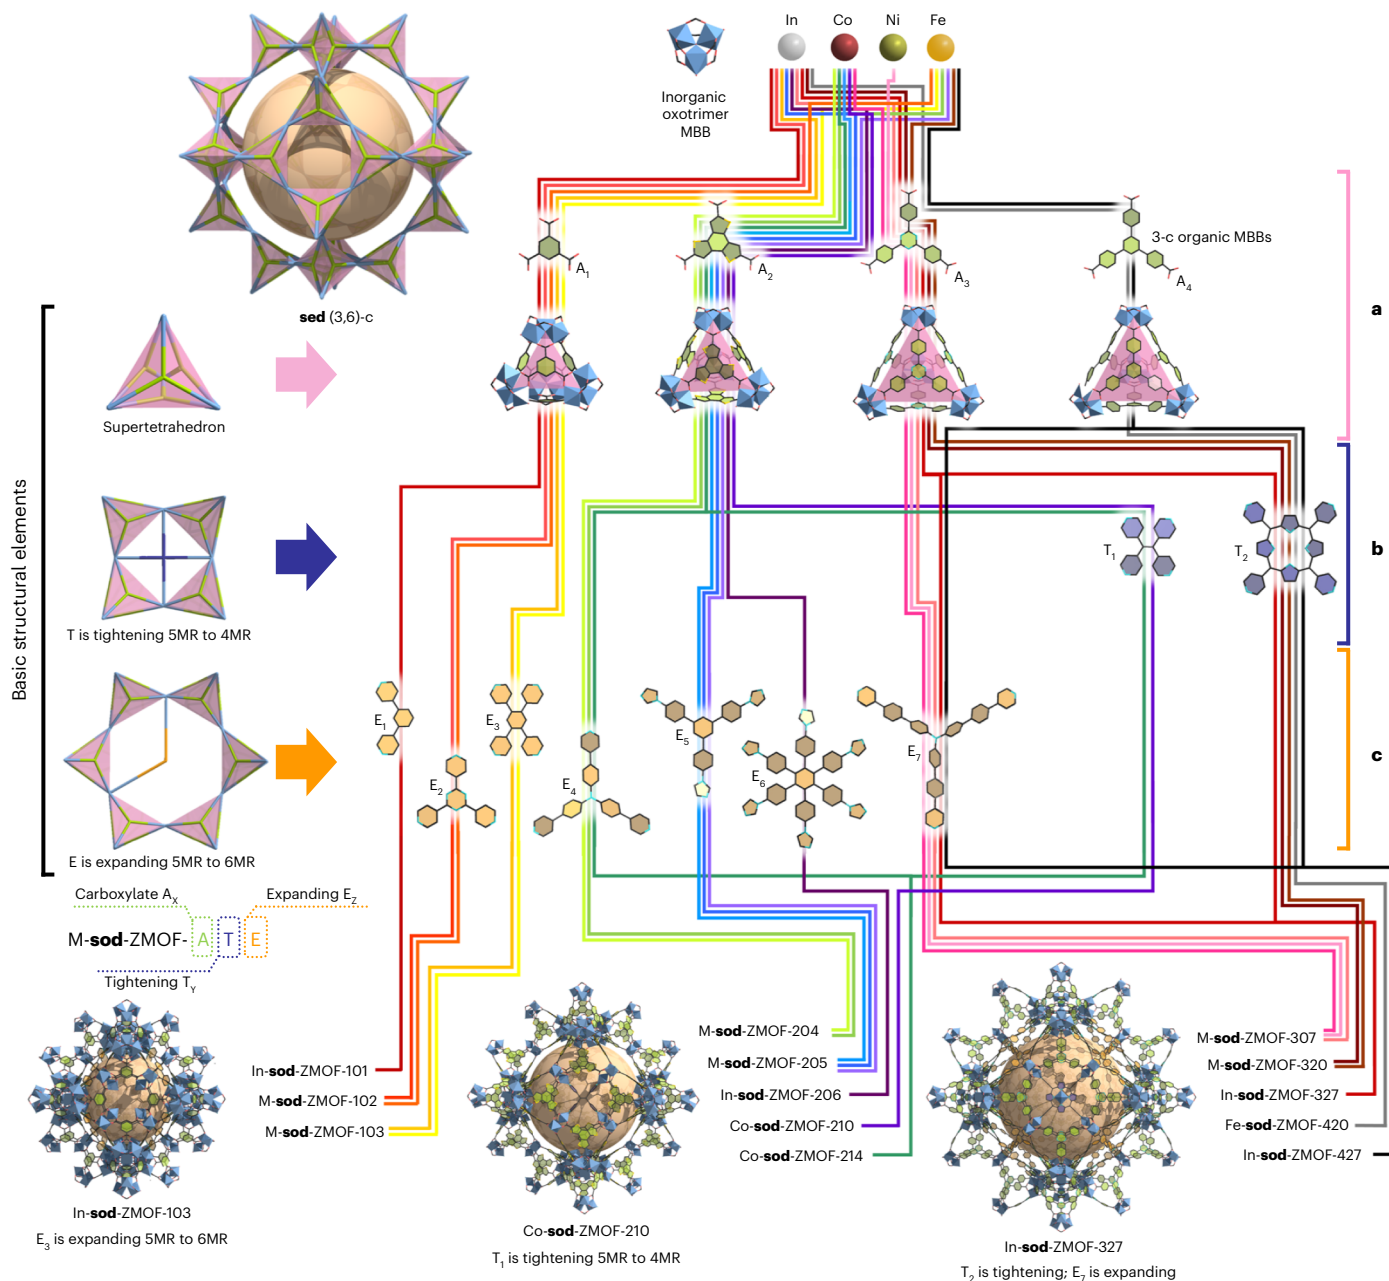 In Co Ni Fe
Inorganic
oxotrimer
MBB
sed (3,6)-c
3-c organic MBBs
A1
A2
A3
A4
a
Supertetrahedron
Basic structural elements
T is tightening 5MR to 4MR
T1
T2
b
E is expanding 5MR to 6MR
E1
E2
E3
E4
E5
E6
E7
c
Carboxylate AX
Expanding EZ
M-sod-ZMOF- A T E
Tightening TY
In-sod-ZMOF-101
M-sod-ZMOF-102
M-sod-ZMOF-103
M-sod-ZMOF-204
M-sod-ZMOF-205
In-sod-ZMOF-206
Co-sod-ZMOF-210
Co-sod-ZMOF-214
M-sod-ZMOF-307
M-sod-ZMOF-320
In-sod-ZMOF-327
Fe-sod-ZMOF-420
In-sod-ZMOF-427
In-sod-ZMOF-103
E3 is expanding 5MR to 6MR
Co-sod-ZMOF-210
T1 is tightening 5MR to 4MR
In-sod-ZMOF-327
T2 is tightening; E7 is expanding